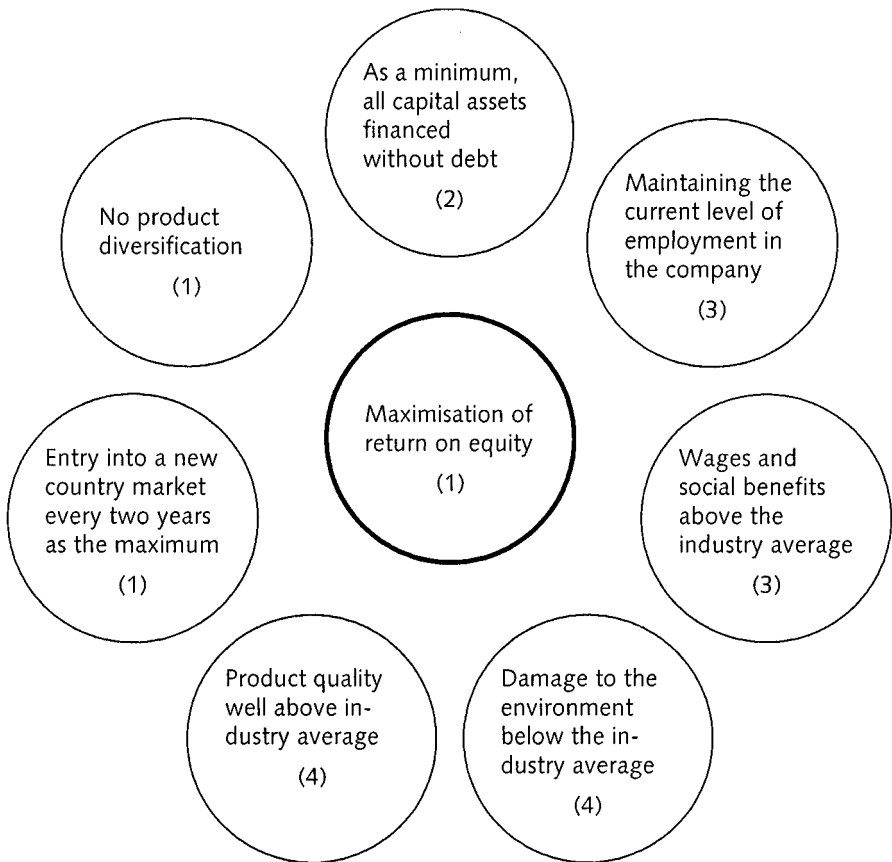 As a minimum,
all capital assets
financed
without debt
(2)
No product
diversification
(1)
Maintaining the
current level of
employment in
the company
(3)
Maximisation of
return on equity
(1)
Entry into a new
country market
every two years
as the maximum
(1)
Wages and
social benefits
above the
industry average
(3)
Product quality
well above in-
dustry average
(4)
Damage to the
environment
below the in-
dustry average
(4)